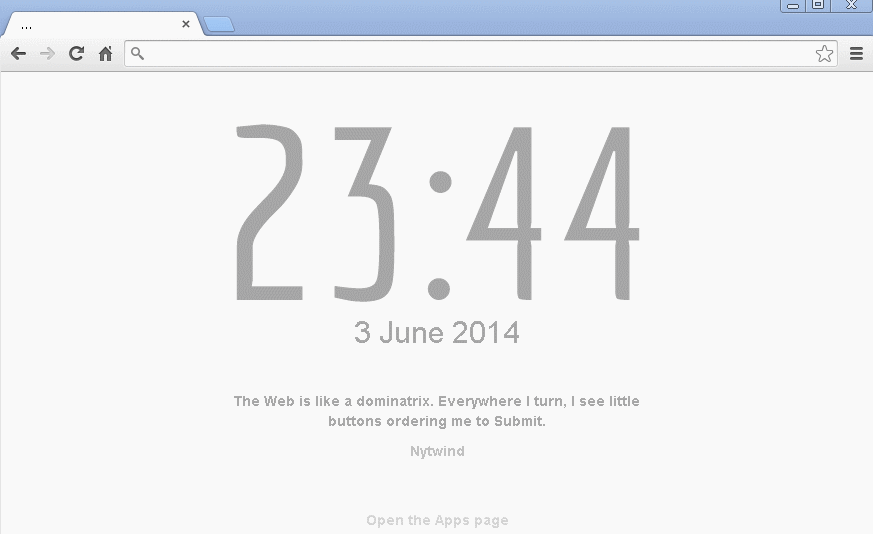 ...
23:44
3 June 2014
The Web is like a dominatrix. Everywhere I turn, I see little
buttons ordering me to Submit.
Nytwind
Open the Apps page